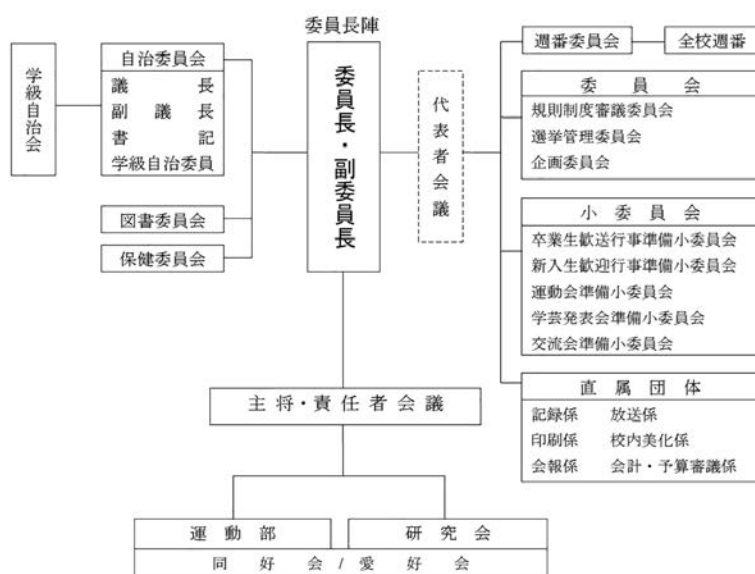 委員長陣
委員長・副委員長
学級自治会
自治委員会
議長
副議長
書記
学級自治委員
図書委員会
保健委員会
代表者会議
週番委員会
全校週番
委員会
規則制度審議委員会
選挙管理委員会
企画委員会
小委員会
卒業生歓送行事準備小委員会
新入生歓迎行事準備小委員会
運動会準備小委員会
学芸発表会準備小委員会
交流会準備小委員会
直属団体
記録係 放送係
印刷係 校内美化係
会報係 会計・予算審議係
主将・責任者会議
運動部
研究会
同好会/愛好会